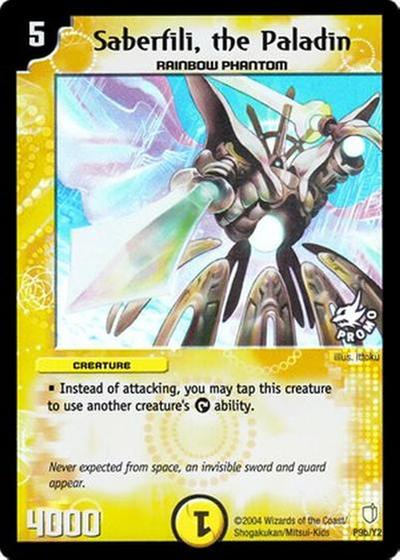 5
Saberfili, the Paladin
RAINBOW PHANTOM
PROMO
illus. Ittoku
CREATURE
▪ Instead of attacking, you may tap this creature
to use another creature's ability.
Never expected from space, an invisible sword and guard
appear.
4000
1
©2004 Wizards of the Coast/
Shogakukan/Mitsui-Kids
P9b/Y2